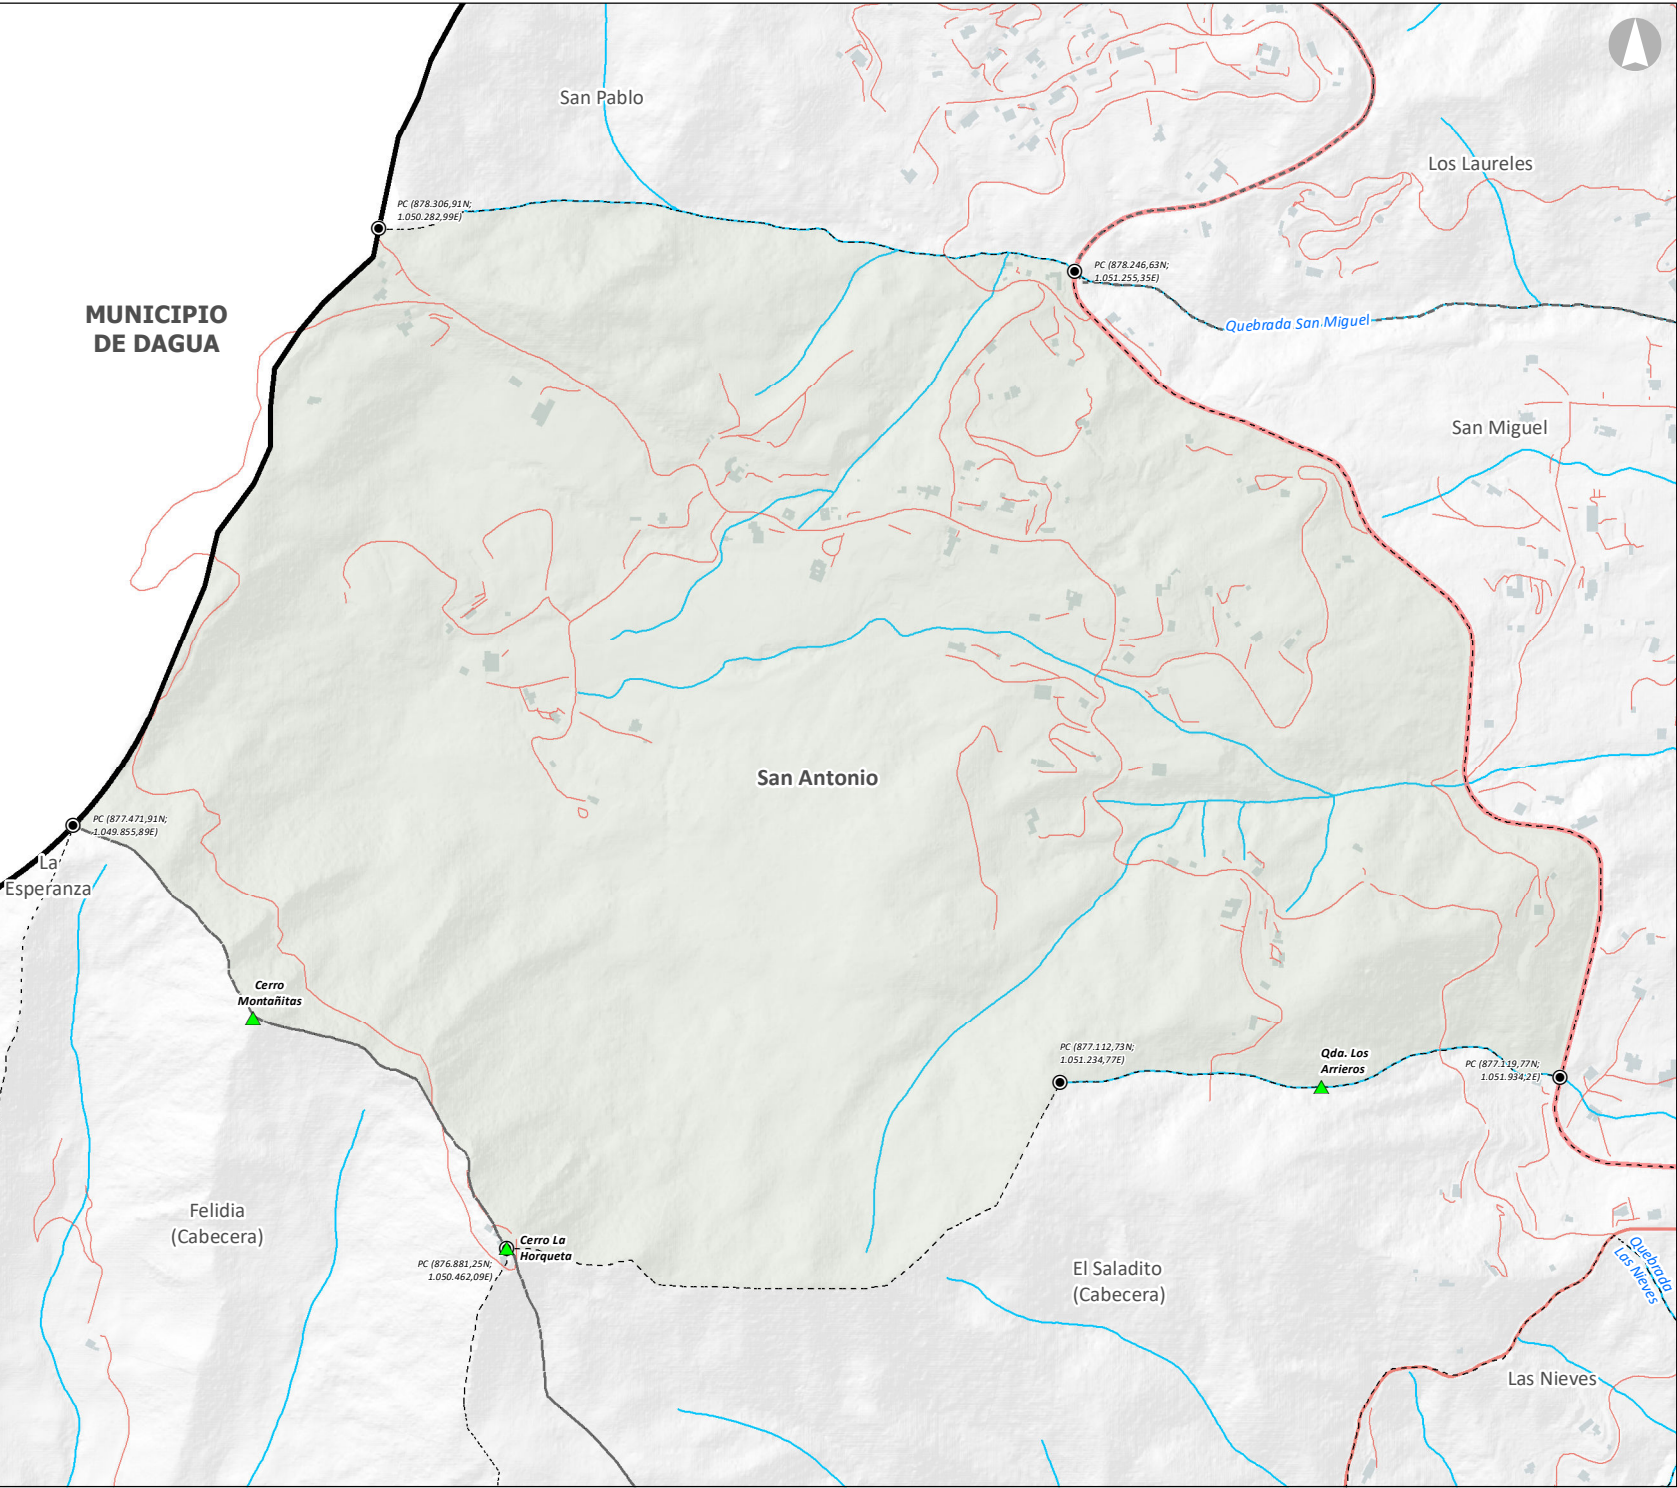 San Pablo
Los Laureles
PC (878.306,91N;
1.050.282,99E)
PC (878.246,63N;
1.051.255,35E)
MUNICIPIO
DE DAGUA
Quebrada San Miguel
San Miguel
San Antonio
PC (877.471,91N;
1.049.855,89E)
La
Esperanza
Cerro
Montañitas
PC (877.112,73N;
1.051.234,77E)
Qda. Los
Arrieros
PC (877.119,77N;
1.051.934,2E)
Felidia
(Cabecera)
Cerro La
Horqueta
PC (876.881,25N;
1.050.462,09E)
El Saladito
(Cabecera)
Quebrada
Las Nieves
Las Nieves